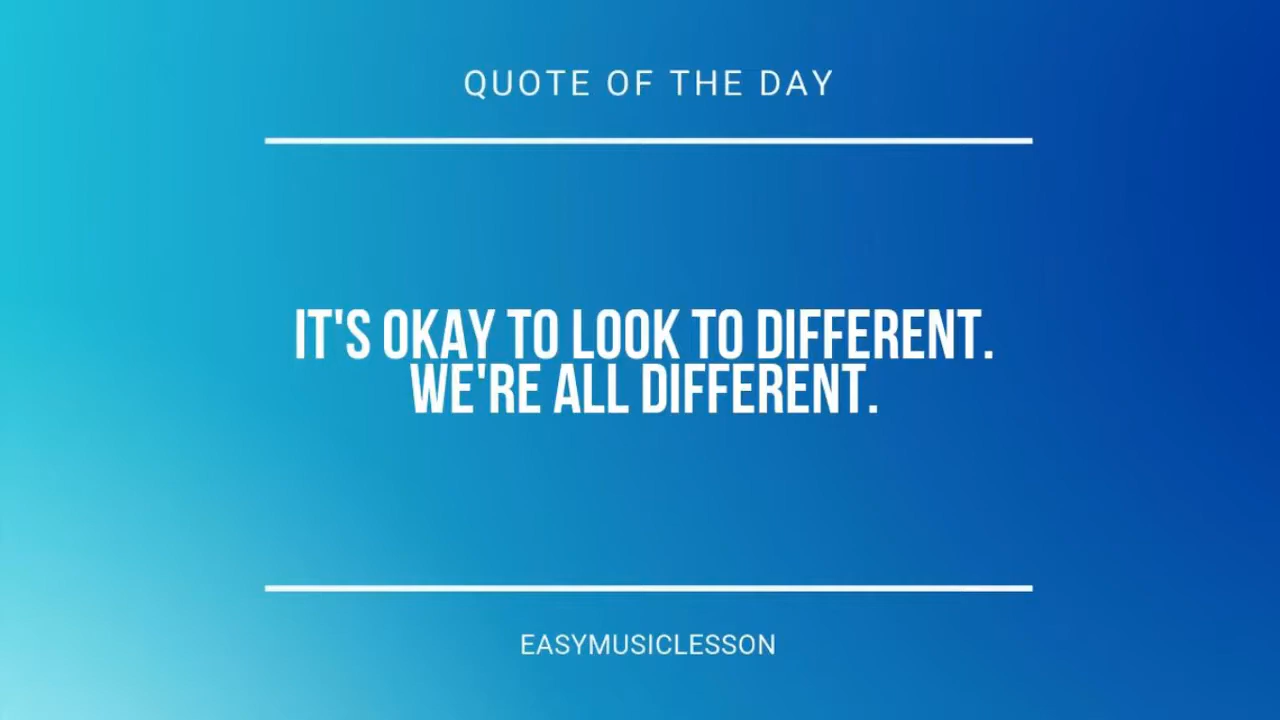 QUOTE OF THE DAY
IT'S OKAY TO LOOK TO DIFFERENT.
WE'RE ALL DIFFERENT.
EASYMUSICLESSON